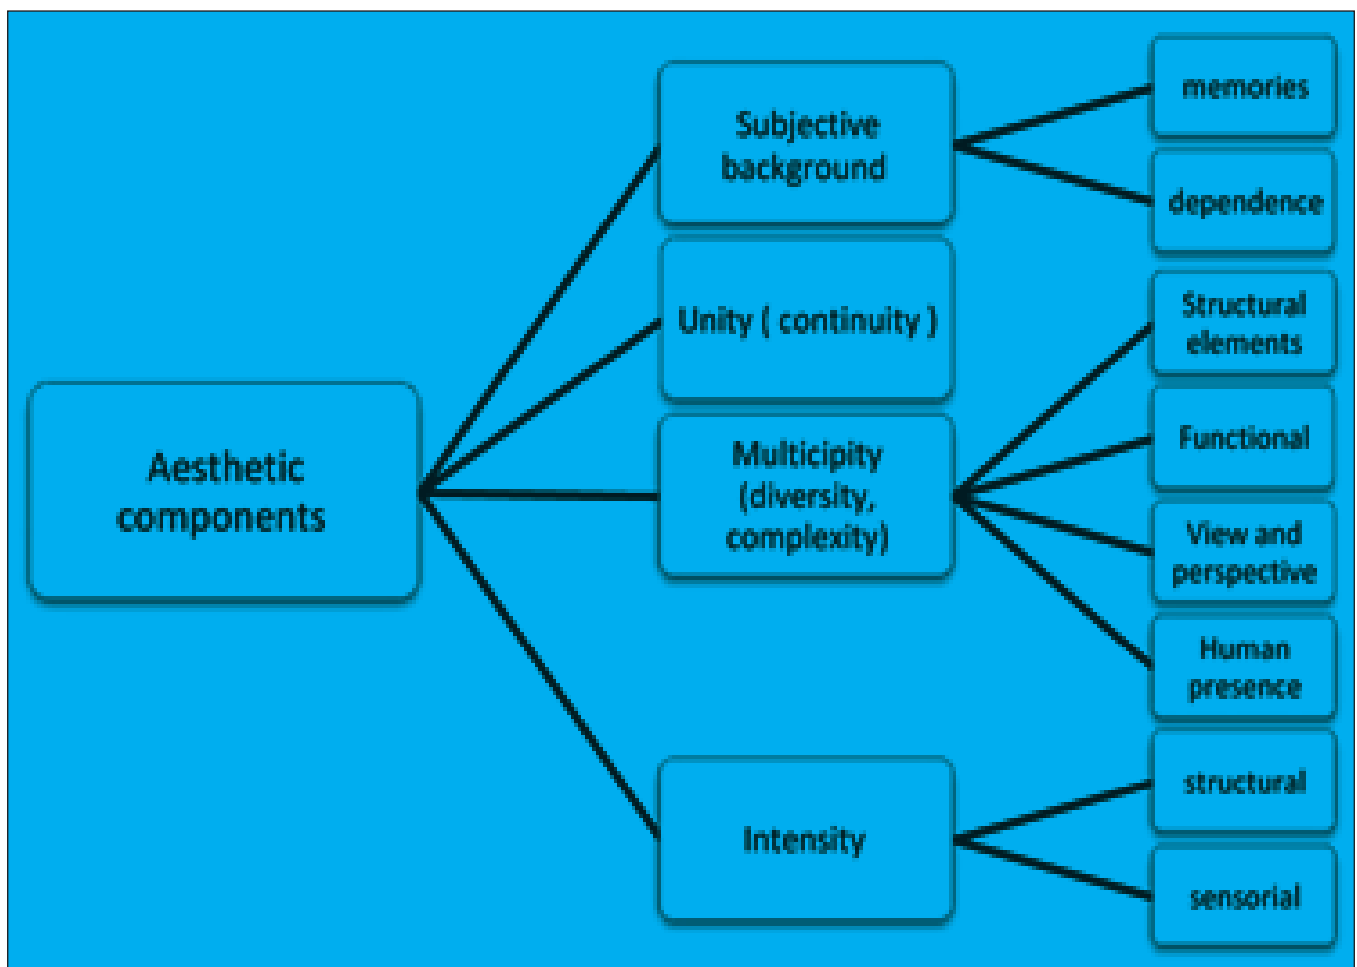 Aesthetic
components
Subjective
background
Unity ( continuity )
Multicipity
(diversity,
complexity)
Intensity
memories
dependence
Structural
elements
Functional
View and
perspective
Human
presence
structural
sensorial